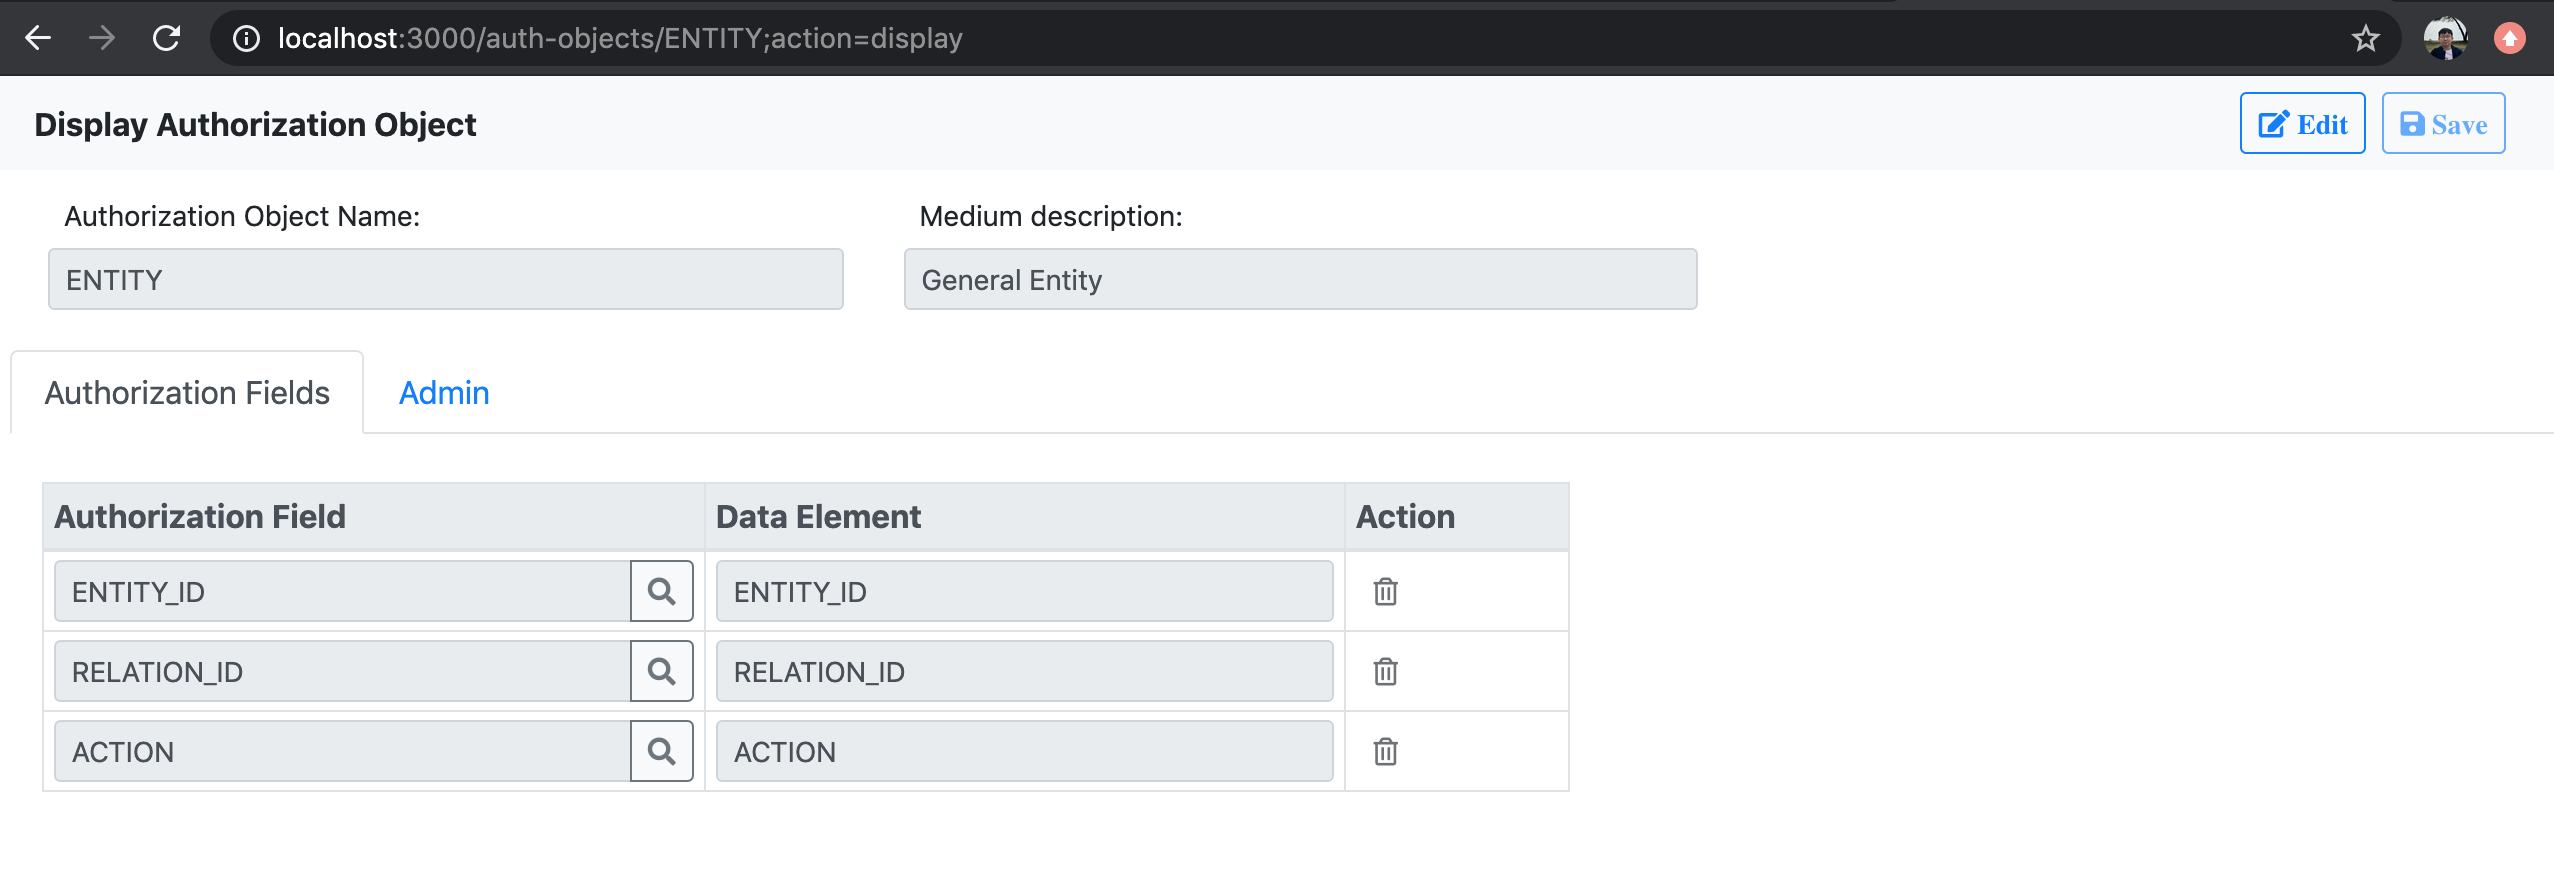 localhost:3000/auth-objects/ENTITY;action=display
Display Authorization Object
Edit
Save
Authorization Object Name:
Medium description:
ENTITY
General Entity
Authorization Fields
Admin
Authorization Field
Data Element
Action
ENTITY_ID
ENTITY_ID
RELATION_ID
RELATION_ID
ACTION
ACTION